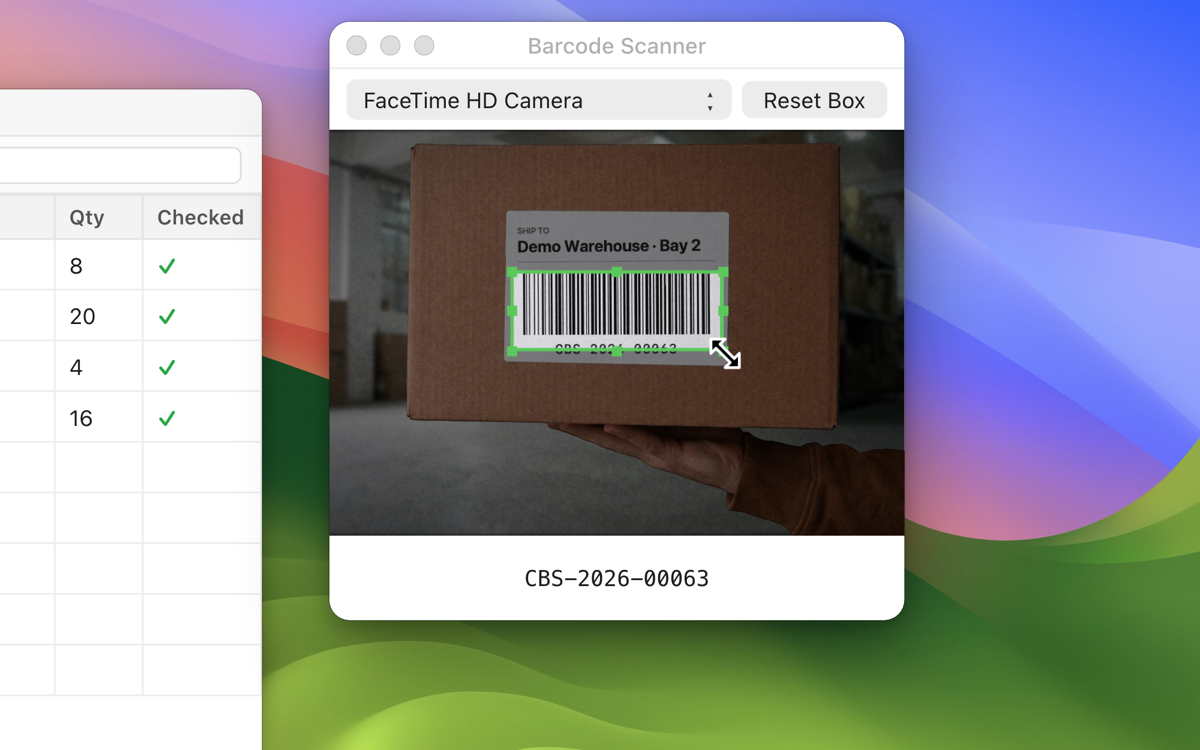 Barcode Scanner
FaceTime HD Camera
Reset Box
Qty
Checked
8
20
4
16
SHIP TO
Demo Warehouse · Bay 2
CBS-2026-00063
CBS-2026-00063